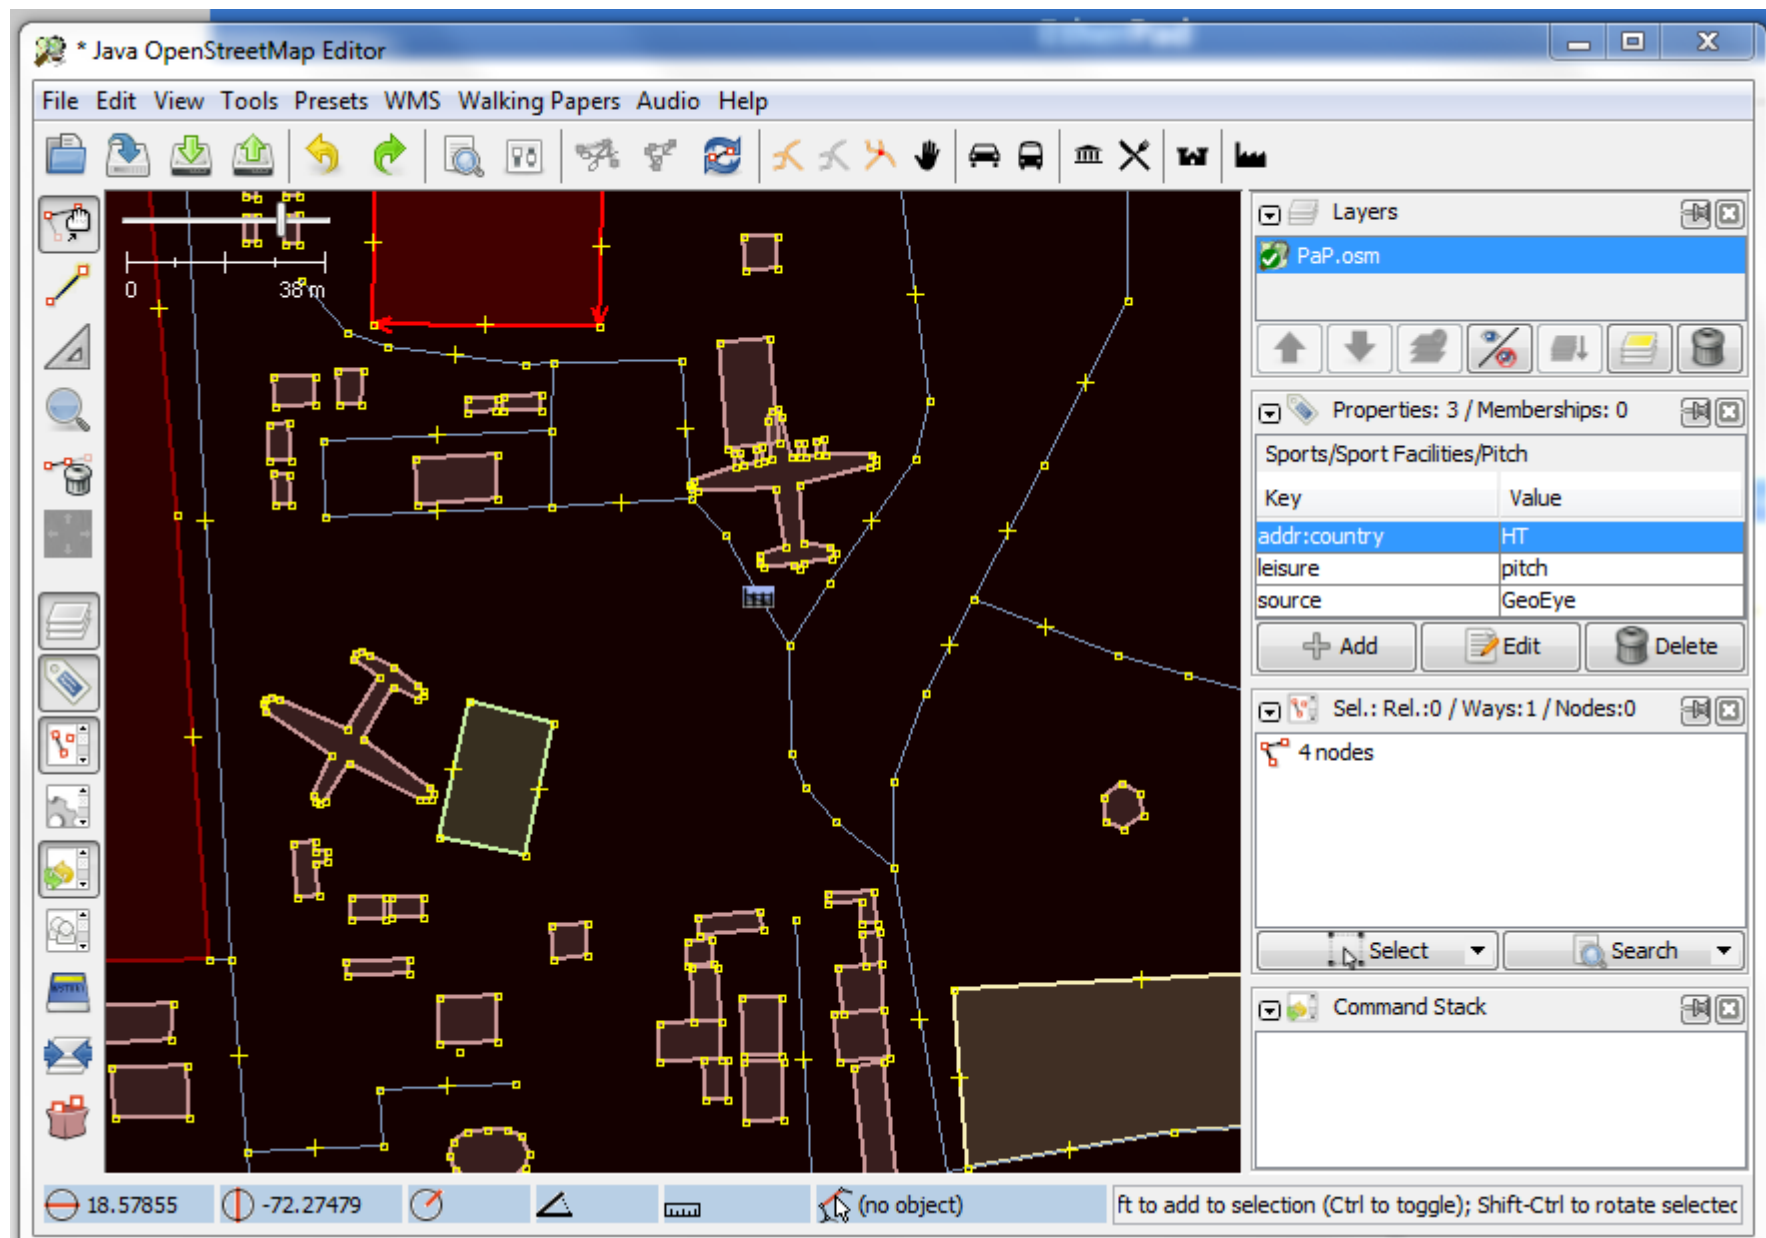 * Java OpenStreetMap Editor
File Edit View Tools Presets WMS Walking Papers Audio Help
0 38 m
Layers
PaP.osm
Properties: 3 / Memberships: 0
Sports/Sport Facilities/Pitch
Key Value
addr:country HT
leisure pitch
source GeoEye
Add Edit Delete
Sel.: Rel.:0 / Ways:1 / Nodes:0
4 nodes
Select Search
Command Stack
18.57855 -72.27479 (no object) ft to add to selection (Ctrl to toggle); Shift-Ctrl to rotate selected